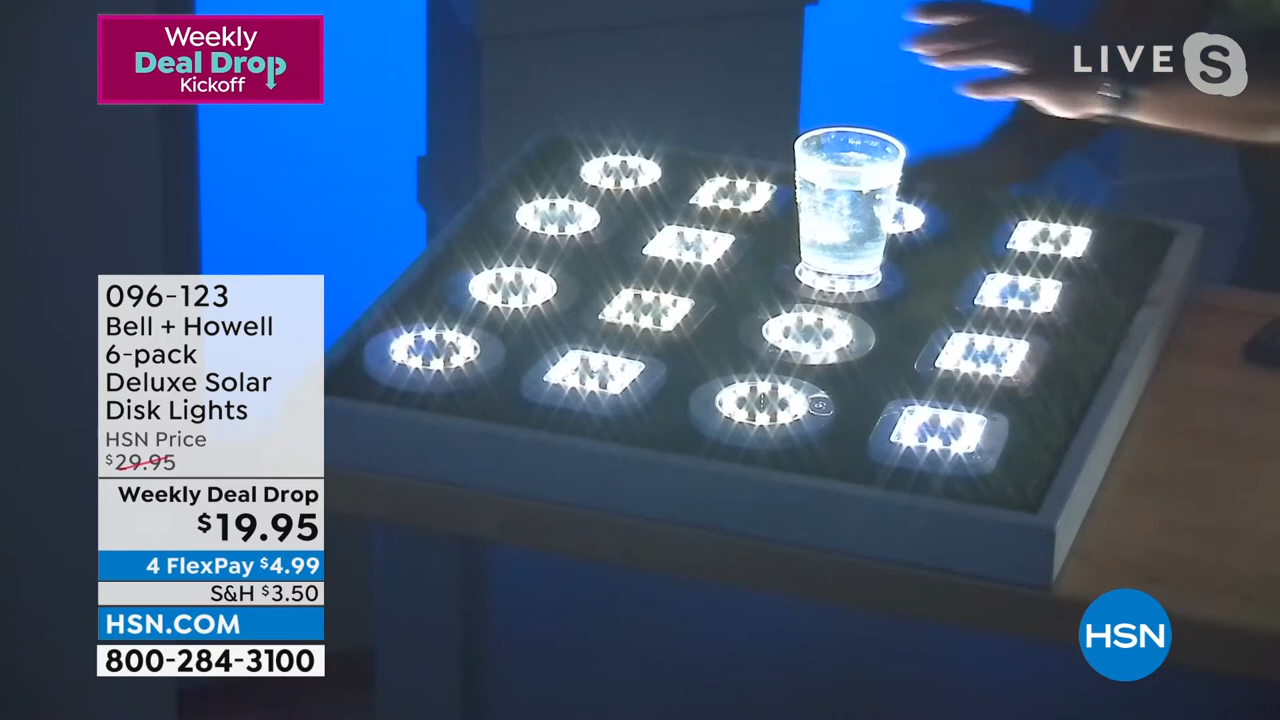 Weekly
Deal Drop
Kickoff
LIVE S
096-123
Bell + Howell
6-pack
Deluxe Solar
Disk Lights
HSN Price
$29.95
Weekly Deal Drop
$19.95
4 FlexPay $4.99
S&H $3.50
HSN.COM
800-284-3100
HSN